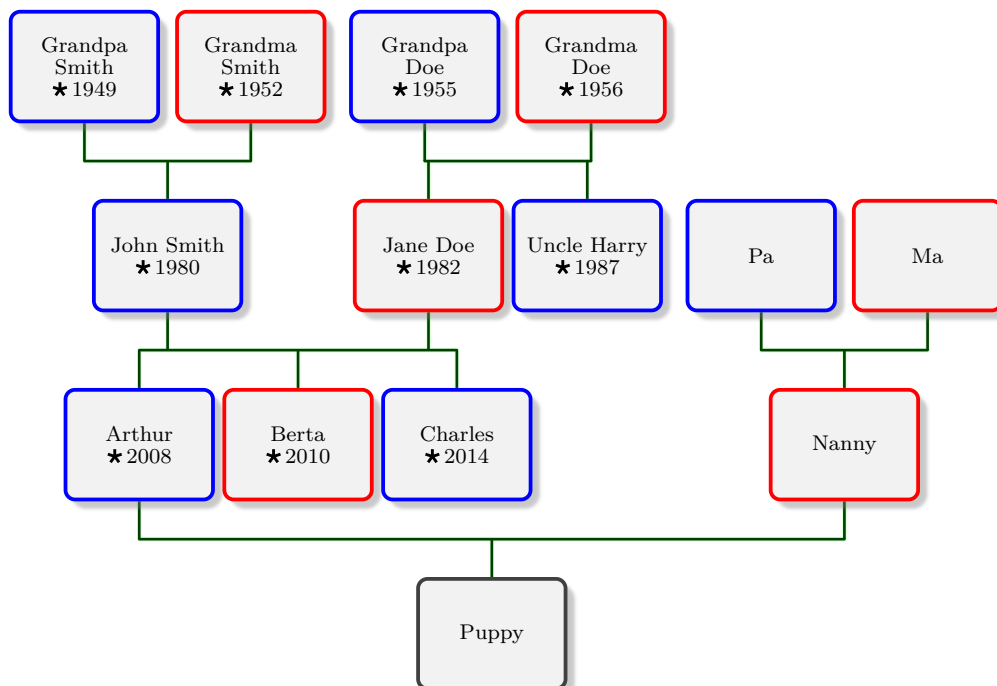 Grandpa
Smith
★1949
Grandma
Smith
★1952
Grandpa
Doe
★1955
Grandma
Doe
★1956
John Smith
★1980
Jane Doe
★1982
Uncle Harry
★1987
Pa
Ma
Arthur
★2008
Berta
★2010
Charles
★2014
Nanny
Puppy